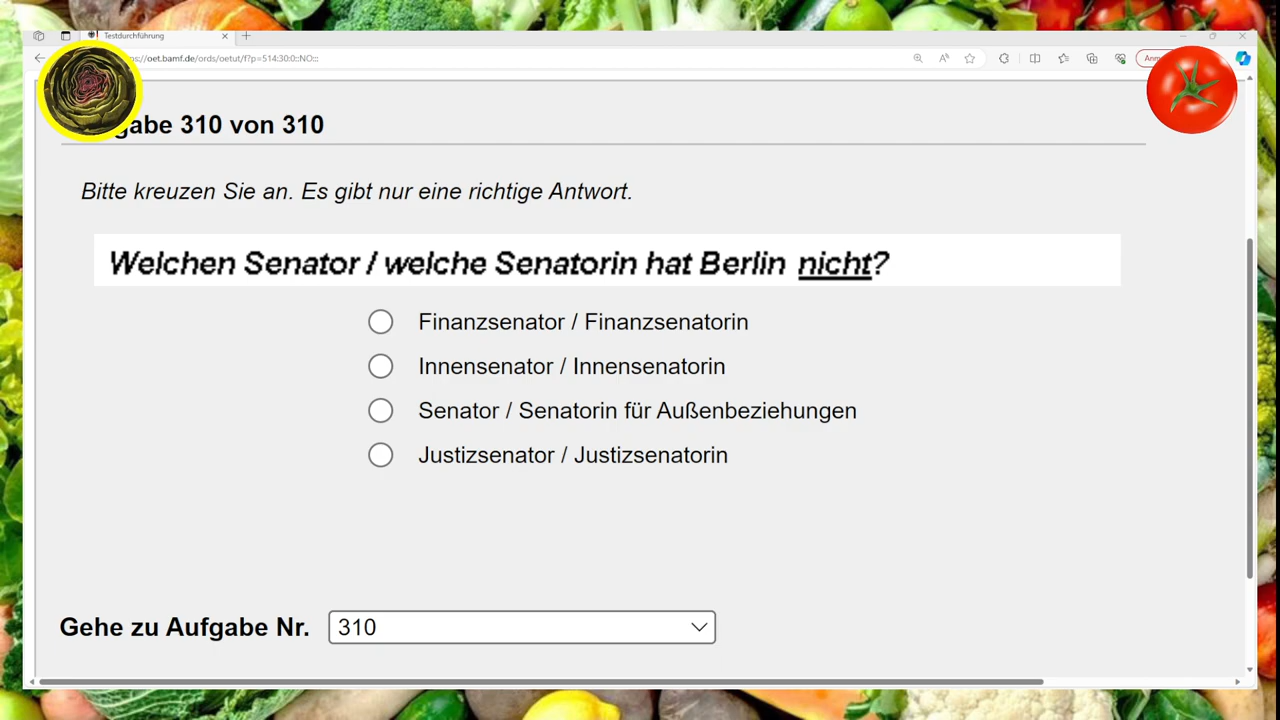 Testdurchführung
oet.bamf.de/ords/oetut/f?p=514:30:0::NO:::
gabe 310 von 310
Bitte kreuzen Sie an. Es gibt nur eine richtige Antwort.
Welchen Senator / welche Senatorin hat Berlin nicht?
Finanzsenator / Finanzsenatorin
Innensenator / Innensenatorin
Senator / Senatorin für Außenbeziehungen
Justizsenator / Justizsenatorin
Gehe zu Aufgabe Nr. 310